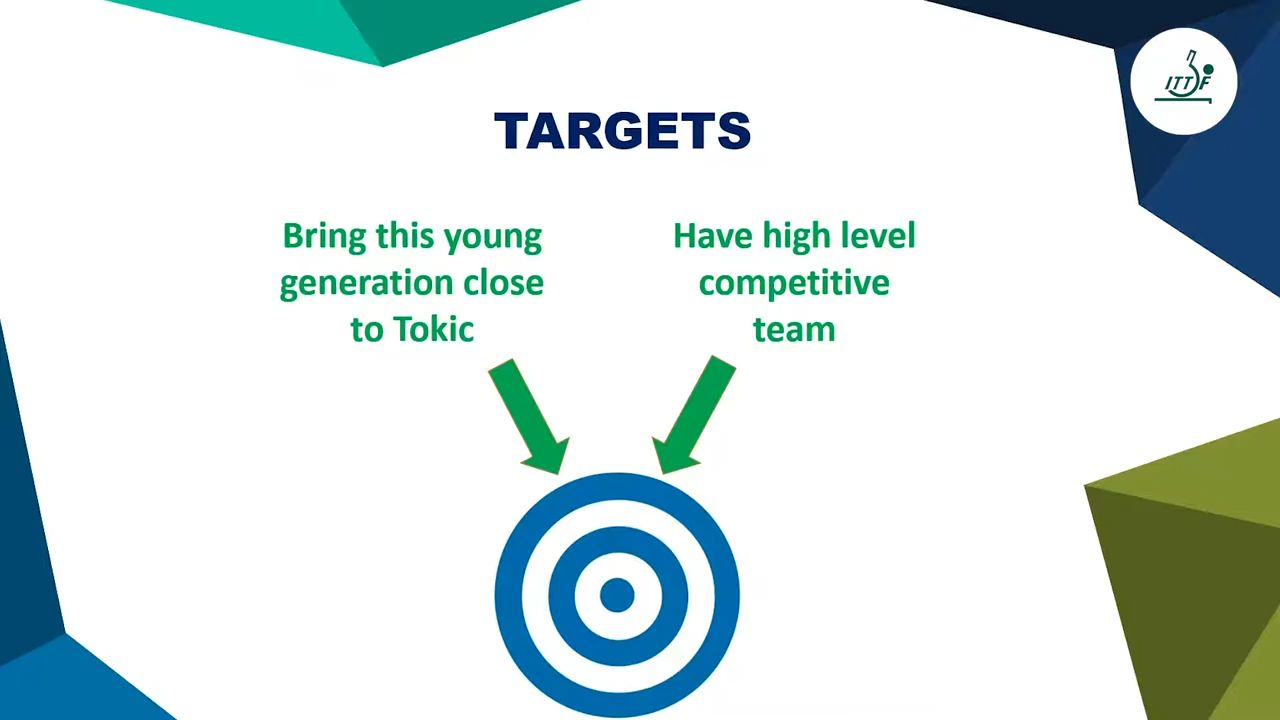 ITTF
TARGETS
Bring this young
generation close
to Tokic
Have high level
competitive
team